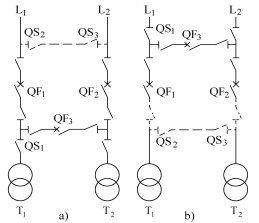 L1 L2 L1 L2
QS2 QS3 QS1 QF3
QF1 QF2 QF1 QF2
QF3
QS1 QS2 QS3
T1 a) T2 T1 b) T2